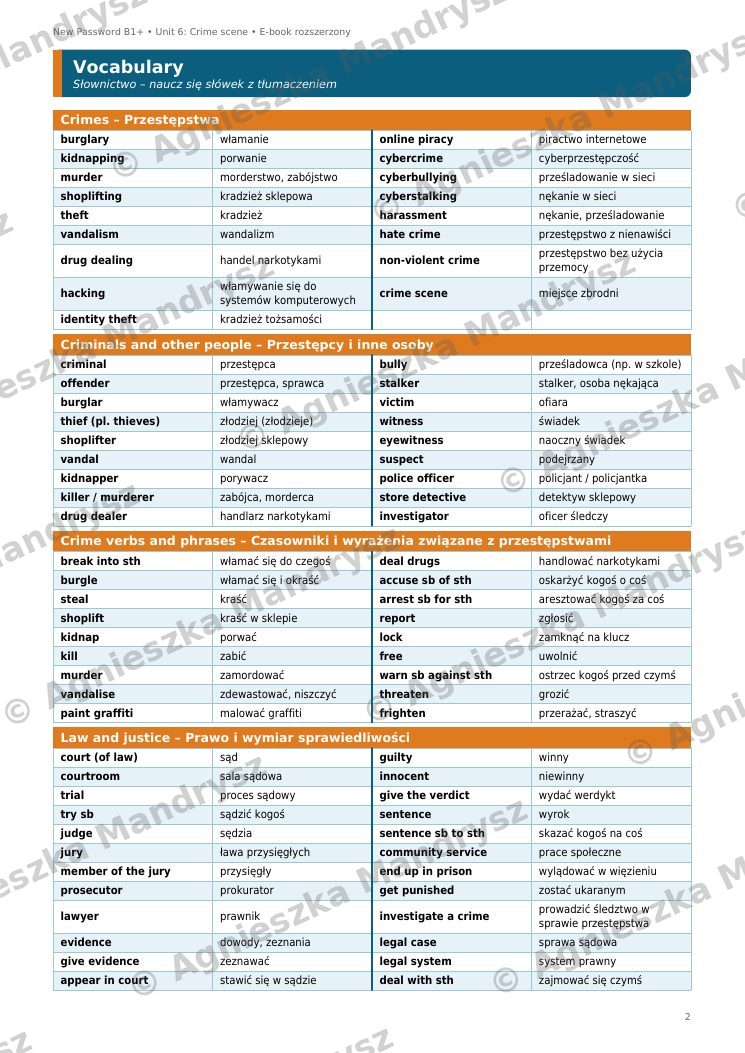 New Password B1+ • Unit 6: Crime scene • E-book rozszerzony
Vocabulary
Słownictwo – naucz się słówek z tłumaczeniem
Crimes – Przestępstwa
burglary włamanie online piracy piractwo internetowe
kidnapping porwanie cybercrime cyberprzestępczość
murder morderstwo, zabójstwo cyberbullying prześladowanie w sieci
shoplifting kradzież sklepowa cyberstalking nękanie w sieci
theft kradzież harassment nękanie, prześladowanie
vandalism wandalizm hate crime przestępstwo z nienawiści
drug dealing handel narkotykami non-violent crime przestępstwo bez użycia
przemocy
hacking włamywanie się do
systemów komputerowych crime scene miejsce zbrodni
identity theft kradzież tożsamości
Criminals and other people – Przestępcy i inne osoby
criminal przestępca bully prześladowca (np. w szkole)
offender przestępca, sprawca stalker stalker, osoba nękająca
burglar włamywacz victim ofiara
thief (pl. thieves) złodziej (złodzieje) witness świadek
shoplifter złodziej sklepowy eyewitness naoczny świadek
vandal wandal suspect podejrzany
kidnapper porywacz police officer policjant / policjantka
killer / murderer zabójca, morderca store detective detektyw sklepowy
drug dealer handlarz narkotykami investigator oficer śledczy
Crime verbs and phrases – Czasowniki i wyrażenia związane z przestępstwami
break into sth włamać się do czegoś deal drugs handlować narkotykami
burgle włamać się i okraść accuse sb of sth oskarżyć kogoś o coś
steal kraść arrest sb for sth aresztować kogoś za coś
shoplift kraść w sklepie report zgłosić
kidnap porwać lock zamknąć na klucz
kill zabić free uwolnić
murder zamordować warn sb against sth ostrzec kogoś przed czymś
vandalise zdewastować, niszczyć threaten grozić
paint graffiti malować graffiti frighten przerażać, straszyć
Law and justice – Prawo i wymiar sprawiedliwości
court (of law) sąd guilty winny
courtroom sala sądowa innocent niewinny
trial proces sądowy give the verdict wydać werdykt
try sb sądzić kogoś sentence wyrok
judge sędzia sentence sb to sth skazać kogoś na coś
jury ława przysięgłych community service prace społeczne
member of the jury przysięgły end up in prison wylądować w więzieniu
prosecutor prokurator get punished zostać ukaranym
lawyer prawnik investigate a crime prowadzić śledztwo w
sprawie przestępstwa
evidence dowody, zeznania legal case sprawa sądowa
give evidence zeznawać legal system system prawny
appear in court stawić się w sądzie deal with sth zajmować się czymś
2
© Agnieszka Mandrysz